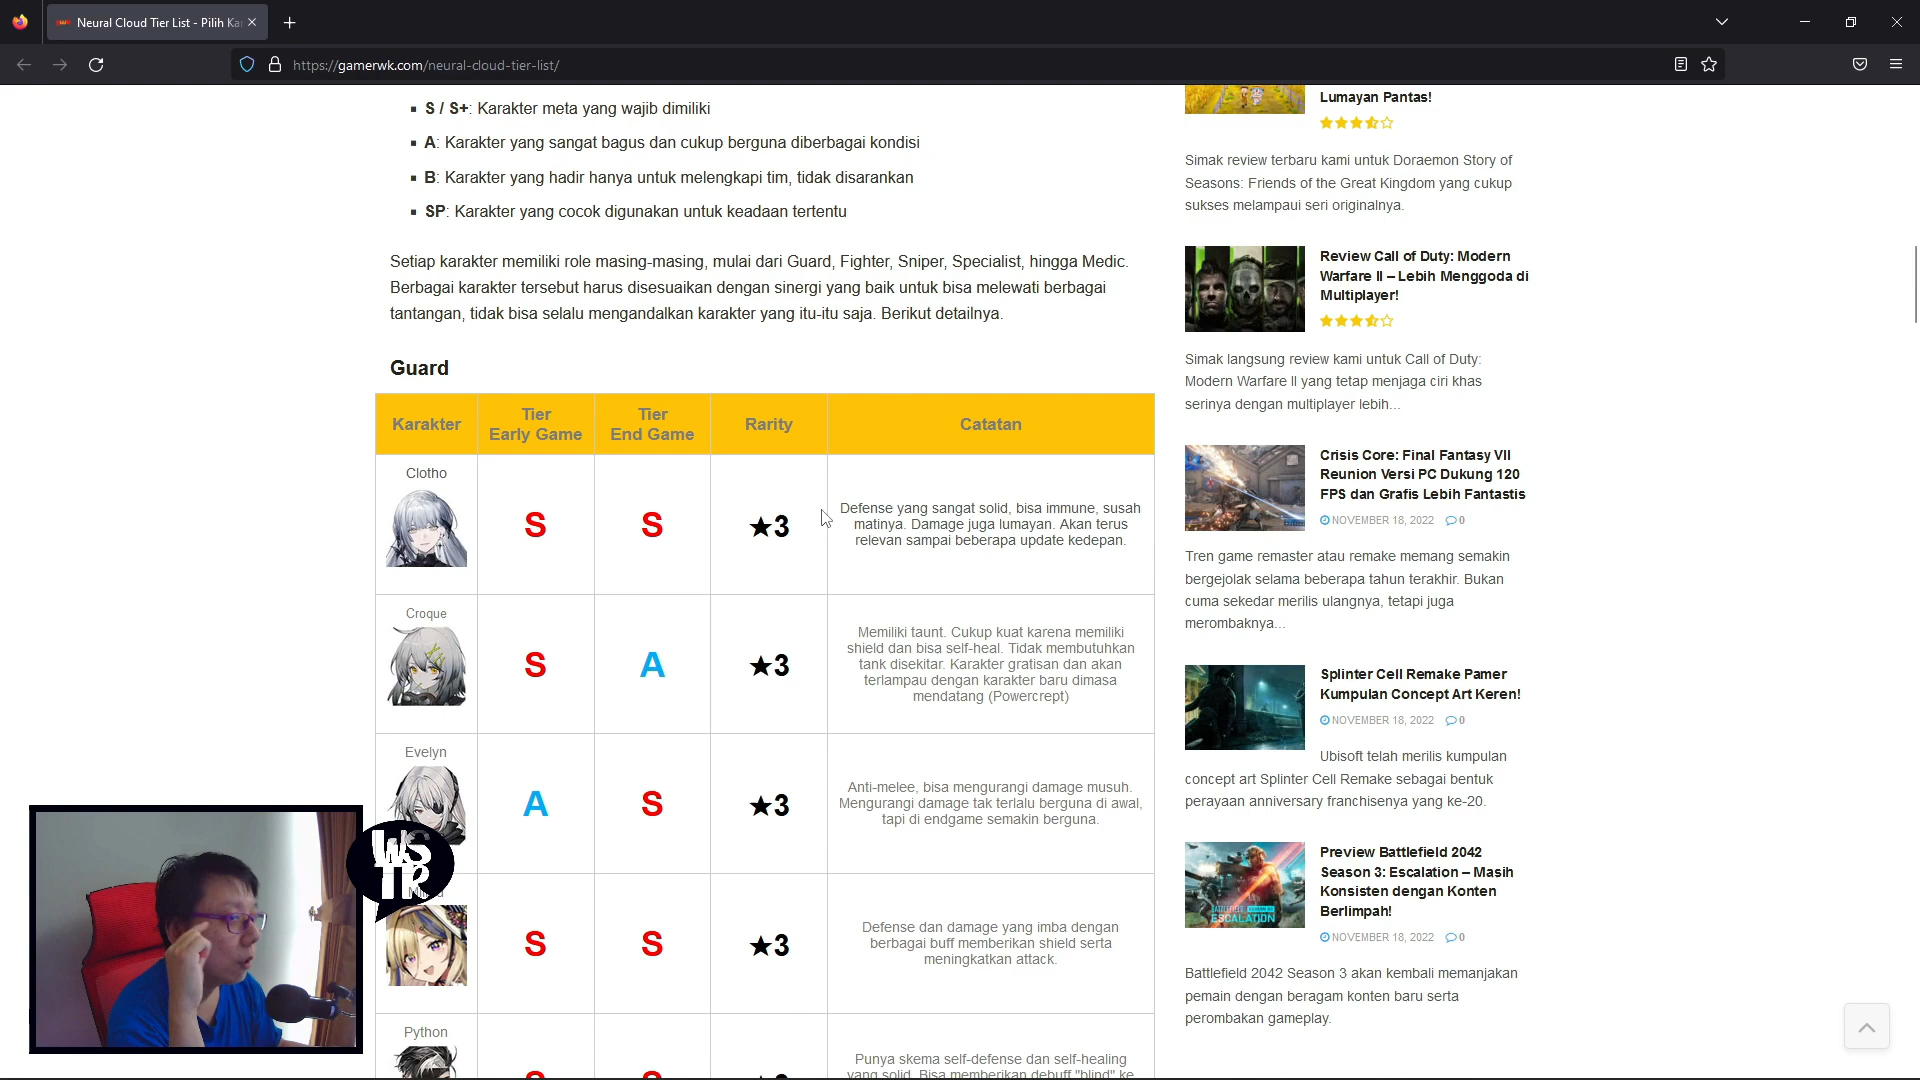 Neural Cloud Tier List - Pilih Ka
https://gamerwk.com/neural-cloud-tier-list/
S / S+: Karakter meta yang wajib dimiliki
A: Karakter yang sangat bagus dan cukup berguna diberbagai kondisi
B: Karakter yang hadir hanya untuk melengkapi tim, tidak disarankan
SP: Karakter yang cocok digunakan untuk keadaan tertentu
Setiap karakter memiliki role masing-masing, mulai dari Guard, Fighter, Sniper, Specialist, hingga Medic.
Berbagai karakter tersebut harus disesuaikan dengan sinergi yang baik untuk bisa melewati berbagai
tantangan, tidak bisa selalu mengandalkan karakter yang itu-itu saja. Berikut detailnya.
Guard
Karakter
Tier
Early Game
Tier
End Game
Rarity
Catatan
Clotho
S
S
★3
Defense yang sangat solid, bisa immune, susah
matinya. Damage juga lumayan. Akan terus
relevan sampai beberapa update kedepan.
Croque
S
A
★3
Memiliki taunt. Cukup kuat karena memiliki
shield dan bisa self-heal. Tidak membutuhkan
tank disekitar. Karakter gratisan dan akan
terlampau dengan karakter baru dimasa
mendatang (Powercrept)
Evelyn
A
S
★3
Anti-melee, bisa mengurangi damage musuh.
Mengurangi damage tak terlalu berguna di awal,
tapi di endgame semakin berguna.
S
S
★3
Defense dan damage yang imba dengan
berbagai buff memberikan shield serta
meningkatkan attack.
Python
Punya skema self-defense dan self-healing
yang solid. Bisa memberikan debuff "blind" ke
Lumayan Pantas!
Simak review terbaru kami untuk Doraemon Story of
Seasons: Friends of the Great Kingdom yang cukup
sukses melampaui seri originalnya.
Review Call of Duty: Modern
Warfare II – Lebih Menggoda di
Multiplayer!
Simak langsung review kami untuk Call of Duty:
Modern Warfare II yang tetap menjaga ciri khas
serinya dengan multiplayer lebih...
Crisis Core: Final Fantasy VII
Reunion Versi PC Dukung 120
FPS dan Grafis Lebih Fantastis
NOVEMBER 18, 2022 0
Tren game remaster atau remake memang semakin
bergejolak selama beberapa tahun terakhir. Bukan
cuma sekedar merilis ulangnya, tetapi juga
merombaknya...
Splinter Cell Remake Pamer
Kumpulan Concept Art Keren!
NOVEMBER 18, 2022 0
Ubisoft telah merilis kumpulan
concept art Splinter Cell Remake sebagai bentuk
perayaan anniversary franchisenya yang ke-20.
Preview Battlefield 2042
Season 3: Escalation – Masih
Konsisten dengan Konten
Berlimpah!
NOVEMBER 18, 2022 0
Battlefield 2042 Season 3 akan kembali memanjakan
pemain dengan beragam konten baru serta
perombakan gameplay.
ESCALATION